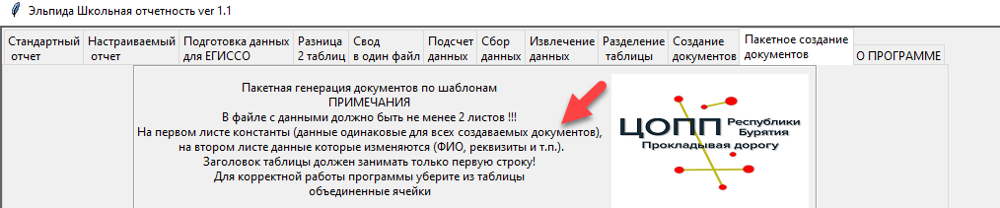 Эльпида Школьная отчетность ver 1.1
Стандартный отчет
Настраиваемый отчет
Подготовка данных для ЕГИССО
Разница 2 таблиц
Свод в один файл
Подсчет данных
Сбор данных
Извлечение данных
Разделение таблицы
Создание документов
Пакетное создание документов
О ПРОГРАММЕ
Пакетная генерация документов по шаблонам
ПРИМЕЧАНИЯ
В файле с данными должно быть не менее 2 листов !!!
На первом листе константы (данные одинаковые для всех создаваемых документов),
на втором листе данные которые изменяются (ФИО, реквизиты и т.п.).
Заголовок таблицы должен занимать только первую строку!
Для корректной работы программы уберите из таблицы
объединенные ячейки
ЦОПП Республики
Бурятия
Прокладывая дорогу